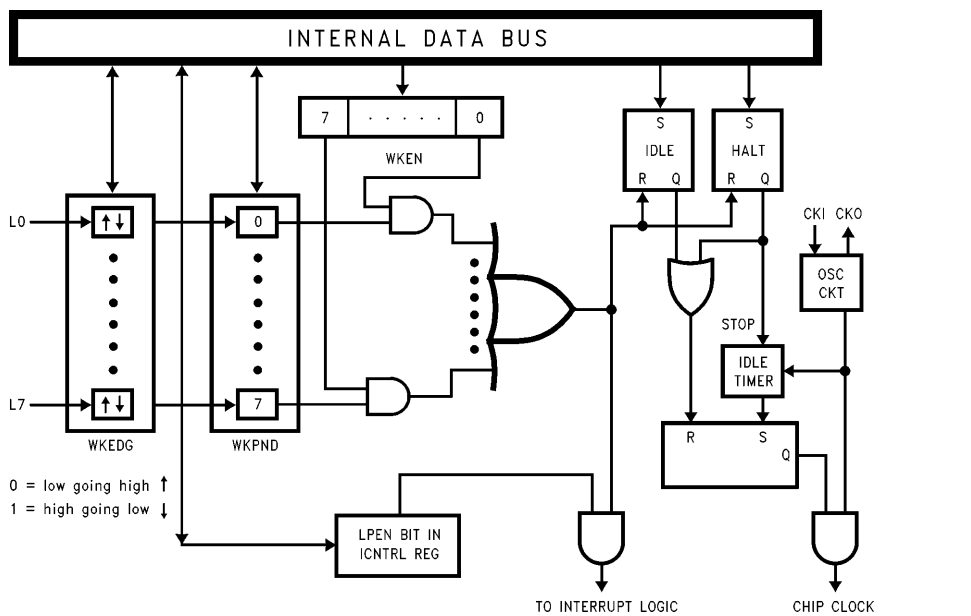 INTERNAL DATA BUS
7 . . . . . 0
WKEN
S
IDLE
R Q
S
HALT
R Q
L0
0
CKI CKO
OSC
CKT
STOP
IDLE
TIMER
L7
7
WKEDG
WKPND
R S
Q
0 = low going high ↑
1 = high going low ↓
LPEN BIT IN
ICNTRL REG
TO INTERRUPT LOGIC
CHIP CLOCK